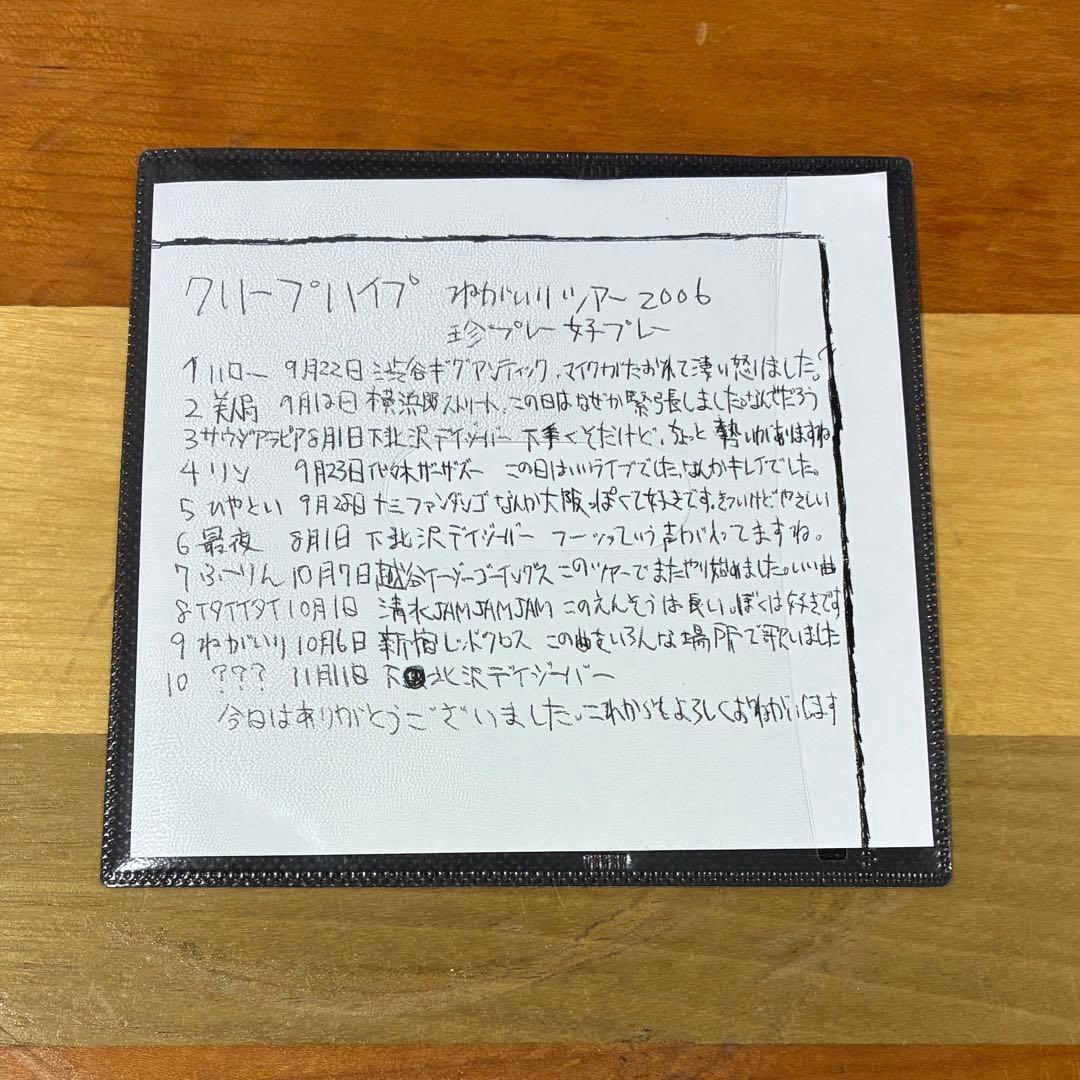 クリープハイプ ねがいりツアー2006
珍プレー好プレー
1 ハロー 9月22日 渋谷ギグアンティック、マイクがたおれて凄い怒りました。
2 美人局 9月12日 横浜ストリート、この日はなぜか緊張しました。なんでだろう
3 サウジアラビア 8月1日 下北沢デイジーバー 下手くそだけど、なんと勢いがありますね
4 リンン 9月23日 代々木ザーザズー この日はいいライブでした。なんかキレイでした。
5 ひやとい 9月28日 十三ファンダンゴ なんか大阪っぽくて好きです。きついけどやさしい
6 最夜 8月1日 下北沢デイジーバー フーッっていう声が入ってますね。
7 ふーりん 10月7日 越谷イージーゴーイングス このツアーでまたやり始めました。いい曲
8 イタイイタイ 10月1日 清水JAMJAMJAM このえんそうは長い。ぼくは好きです
9 ねがいり 10月6日 新宿レッドクロス この曲をいろんな場所で歌いました
10 ??? 11月11日 下北沢デイジーバー
今日はありがとうございました。これからもよろしくおねがいします